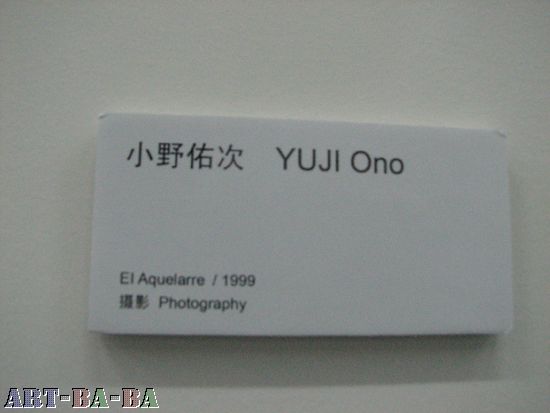 小野佑次 YUJI Ono
El Aquelarre / 1999
摄影 Photography
ART-BA-BA